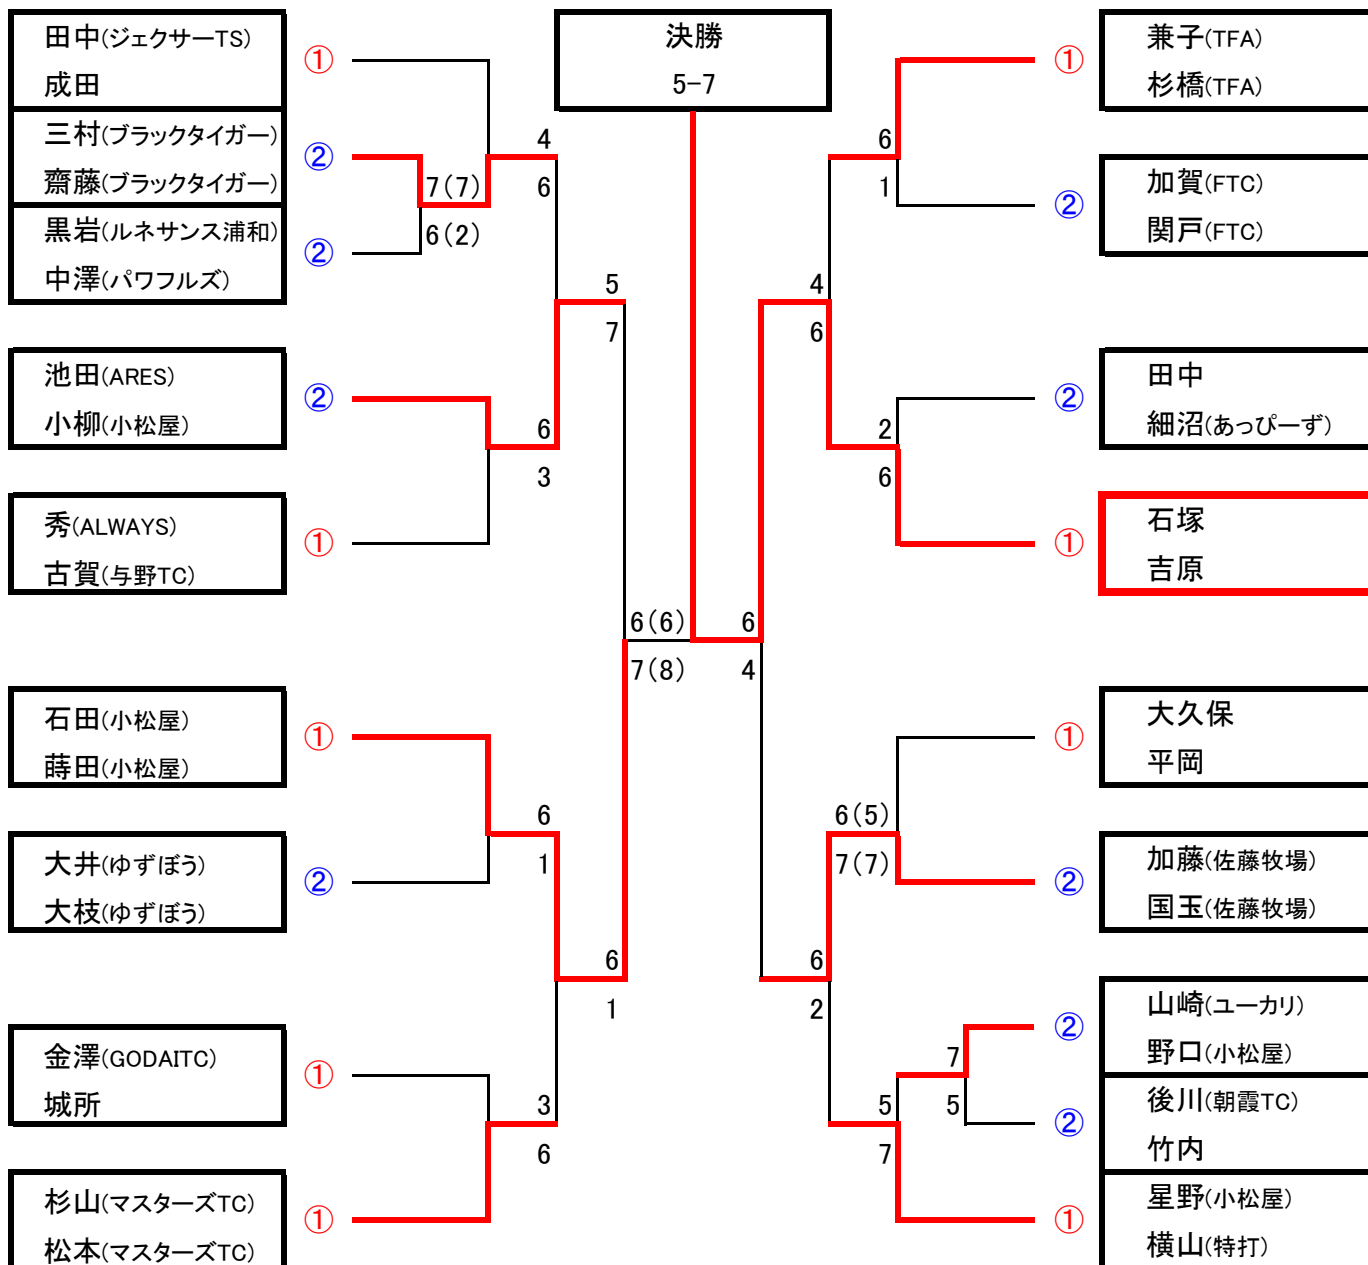 田中(ジェクサーTS)
成田
①
三村(ブラックタイガー)
齋藤(ブラックタイガー)
②
黒岩(ルネサンス浦和)
中澤(パワフルズ)
②
7(7)
6(2)
4
6
池田(ARES)
小柳(小松屋)
②
秀(ALWAYS)
古賀(与野TC)
①
6
3
5
7
石田(小松屋)
蒔田(小松屋)
①
大井(ゆずぼう)
大枝(ゆずぼう)
②
6
1
金澤(GODAITC)
城所
①
杉山(マスターズTC)
松本(マスターズTC)
①
3
6
6
1
6(6)
7(8)
決勝
5-7
6
4
兼子(TFA)
杉橋(TFA)
①
加賀(FTC)
関戸(FTC)
②
6
1
田中
細沼(あっぴーず)
②
石塚
吉原
①
2
6
4
6
大久保
平岡
①
加藤(佐藤牧場)
国玉(佐藤牧場)
②
6(5)
7(7)
山崎(ユーカリ)
野口(小松屋)
②
後川(朝霞TC)
竹内
②
7
5
星野(小松屋)
横山(特打)
①
5
7
6
2